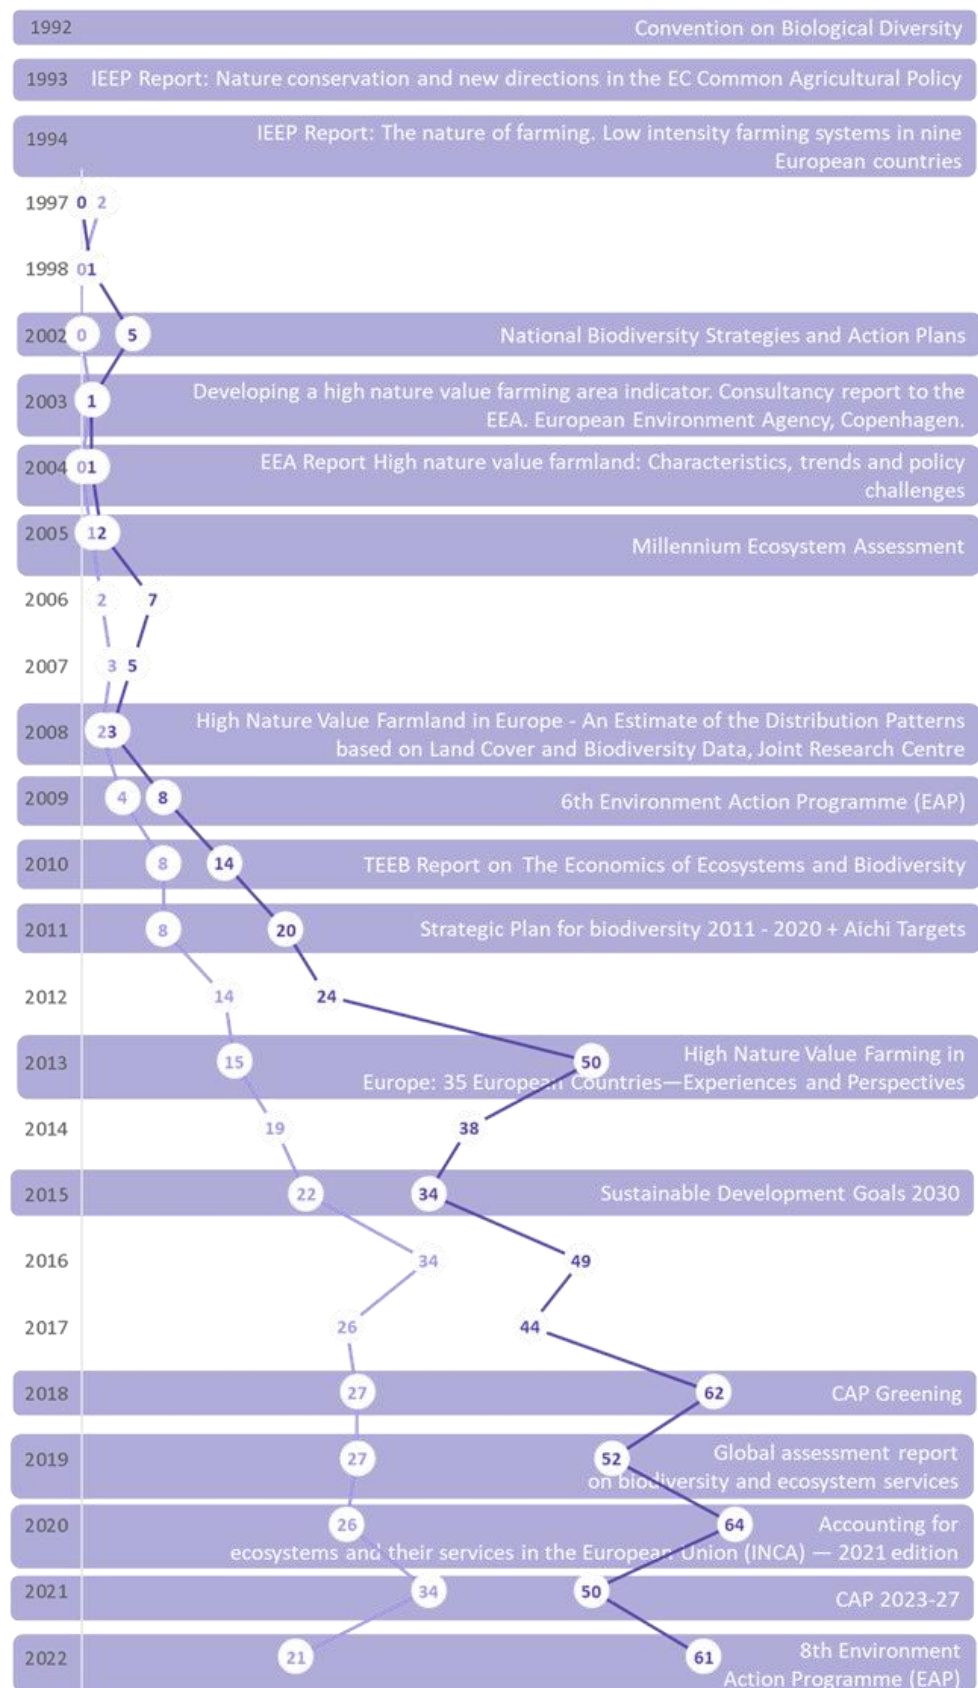 1992 Convention on Biological Diversity
1993 IEEP Report: Nature conservation and new directions in the EC Common Agricultural Policy
1994 IEEP Report: The nature of farming. Low intensity farming systems in nine
European countries
1997 0 2
1998 0 1
2002 0 5 National Biodiversity Strategies and Action Plans
2003 1 Developing a high nature value farming area indicator. Consultancy report to the
EEA. European Environment Agency, Copenhagen.
2004 0 1 EEA Report High nature value farmland: Characteristics, trends and policy
challenges
2005 1 2 Millennium Ecosystem Assessment
2006 2 7
2007 3 5
2008 2 3 High Nature Value Farmland in Europe - An Estimate of the Distribution Patterns
based on Land Cover and Biodiversity Data, Joint Research Centre
2009 4 8 6th Environment Action Programme (EAP)
2010 8 14 TEEB Report on The Economics of Ecosystems and Biodiversity
2011 8 20 Strategic Plan for biodiversity 2011 - 2020 + Aichi Targets
2012 14 24
2013 15 50 High Nature Value Farming in
Europe: 35 European Countries—Experiences and Perspectives
2014 19 38
2015 22 34 Sustainable Development Goals 2030
2016 34 49
2017 26 44
2018 27 62 CAP Greening
2019 27 52 Global assessment report
on biodiversity and ecosystem services
2020 26 64 Accounting for
ecosystems and their services in the European Union (INCA) — 2021 edition
2021 34 50 CAP 2023-27
2022 21 61 8th Environment
Action Programme (EAP)